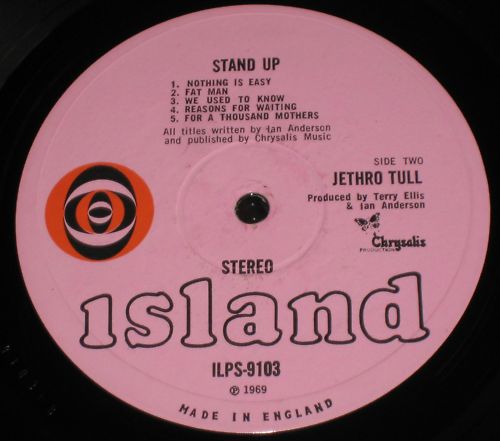 STAND UP
1. NOTHING IS EASY
2. FAT MAN
3. WE USED TO KNOW
4. REASONS FOR WAITING
5. FOR A THOUSAND MOTHERS
All titles written by Ian Anderson
and published by Chrysalis Music
SIDE TWO
JETHRO TULL
Produced by Terry Ellis
& Ian Anderson
Chrysalis
PRODUCTION
STEREO
island
ILPS-9103
℗ 1969
MADE IN ENGLAND